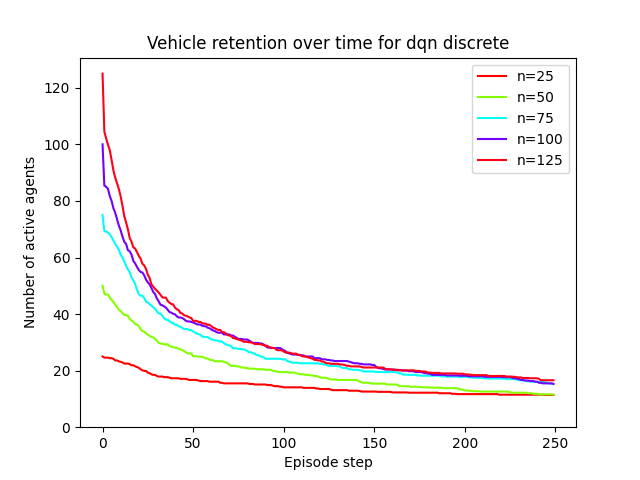 Vehicle retention over time for dqn discrete
Number of active agents
120
100
80
60
40
20
0
0 50 100 150 200 250
Episode step
n=25
n=50
n=75
n=100
n=125